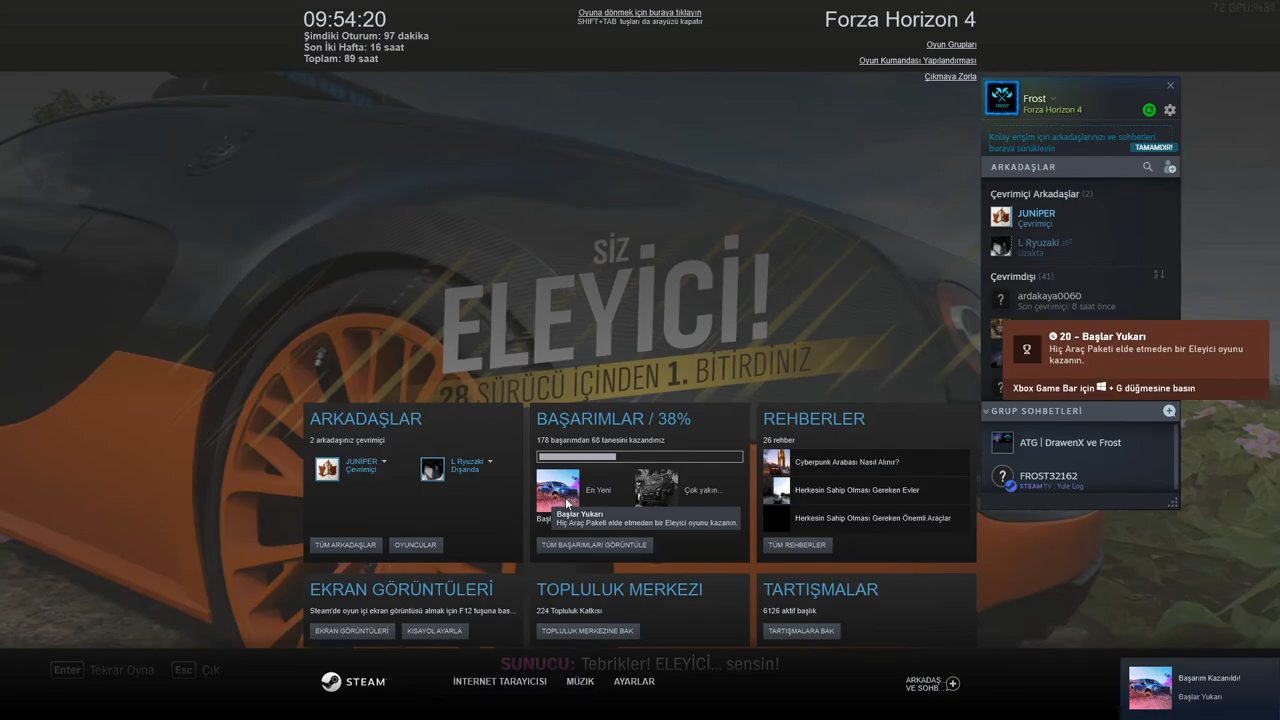 09:54:20
Şimdiki Oturum: 97 dakika
Son İki Hafta: 16 saat
Toplam: 89 saat
Oyuna dönmek için buraya tıklayın
SHIFT+TAB tuşları da arayüzü kapatır
Forza Horizon 4
Oyun Grupları
Oyun Kumandası Yapılandırması
Çıkmaya Zorla
Frost
Forza Horizon 4
Kolay erişim için arkadaşlarınızı ve sohbetleri
buraya sürükleyin
TAMAMDIR!
ARKADAŞLAR
Çevrimiçi Arkadaşlar (2)
JUNİPER
Çevrimiçi
L Ryuzaki zzz
Uzakta
Çevrimdışı (41)
ardakaya0060
Son çevrimiçi: 8 saat önce
20 - Başlar Yukarı
Hiç Araç Paketi elde etmeden bir Eleyici oyunu
kazanın.
Xbox Game Bar için + G düğmesine basın
GRUP SOHBETLERİ
ATG | DrawenX ve Frost
FROST32162
STEAMTV: Yule Log
SİZ
ELEYİCİ!
28 SÜRÜCÜ İÇİNDEN 1. BİTİRDİNİZ
ARKADAŞLAR
2 arkadaşınız çevrimiçi
JUNİPER
Çevrimiçi
L Ryuzaki
Dışarıda
TÜM ARKADAŞLAR
OYUNCULAR
BAŞARIMLAR / 38%
178 başarımdan 68 tanesini kazandınız
En Yeni
Çok yakın...
Başl
Başlar Yukarı
Hiç Araç Paketi elde etmeden bir Eleyici oyunu kazanın.
TÜM BAŞARIMLARI GÖRÜNTÜLE
REHBERLER
26 rehber
Cyberpunk Arabası Nasıl Alınır?
Herkesin Sahip Olması Gereken Evler
Herkesin Sahip Olması Gereken Önemli Araçlar
TÜM REHBERLER
EKRAN GÖRÜNTÜLERİ
Steam'de oyun içi ekran görüntüsü almak için F12 tuşuna bas...
EKRAN GÖRÜNTÜLERİ
KISAYOL AYARLA
TOPLULUK MERKEZI
224 Topluluk Katkısı
TOPLULUK MERKEZINE BAK
TARTIŞMALAR
6126 aktif başlık
TARTIŞMALARA BAK
Enter Tekrar Oyna Esc Çık
SUNUCU: Tebrikler! ELEYİCİ... sensin!
STEAM
İNTERNET TARAYICISI
MÜZIK
AYARLAR
ARKADAŞ..
VE SOHB...
Başarım Kazanıldı!
Başlar Yukarı